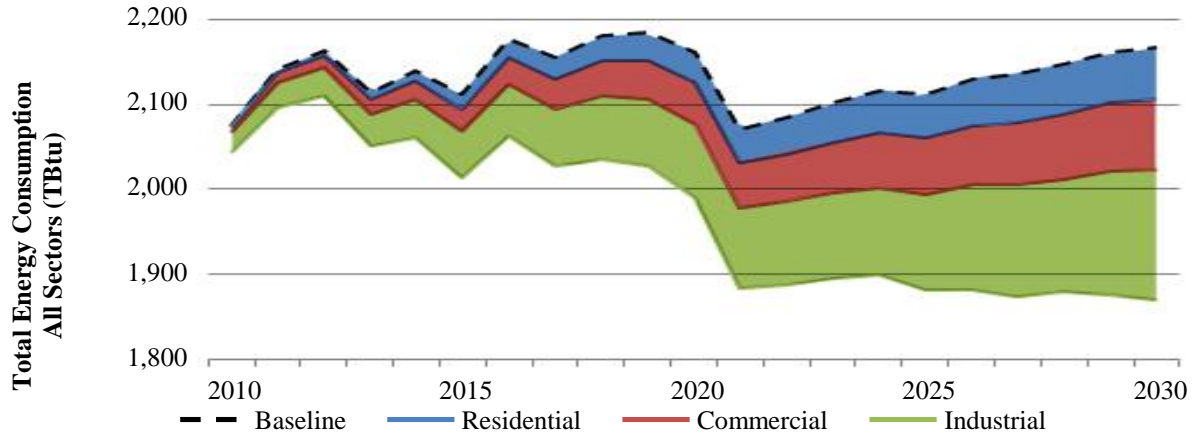 Total Energy Consumption
All Sectors (TBtu)
2,200
2,100
2,000
1,900
1,800
2010 2015 2020 2025 2030
Baseline Residential Commercial Industrial